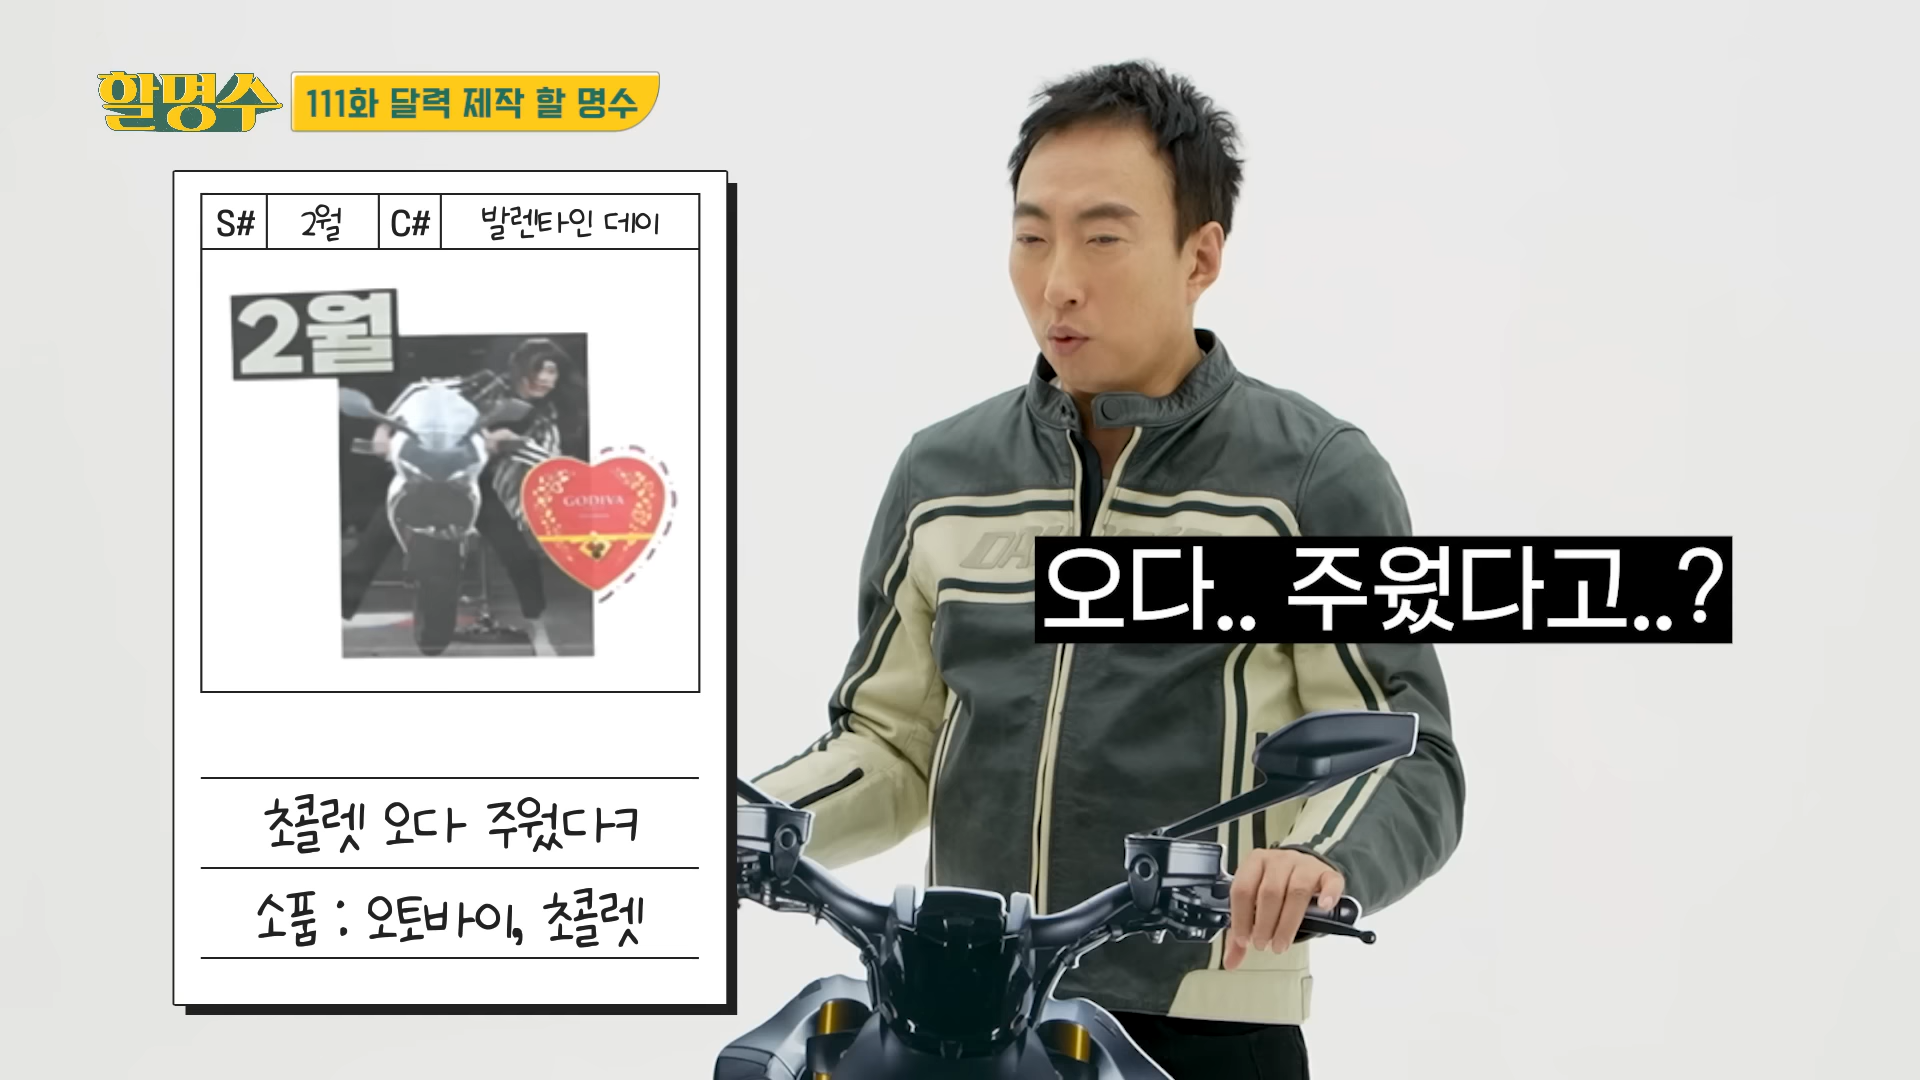 할명수
111화 달력 제작 할 명수
S# 2월 C# 발렌타인 데이
2월
GODIVA
오다.. 주웠다고..?
초콜렛 오다 주웠다ㅋ
소품 : 오토바이, 초콜렛